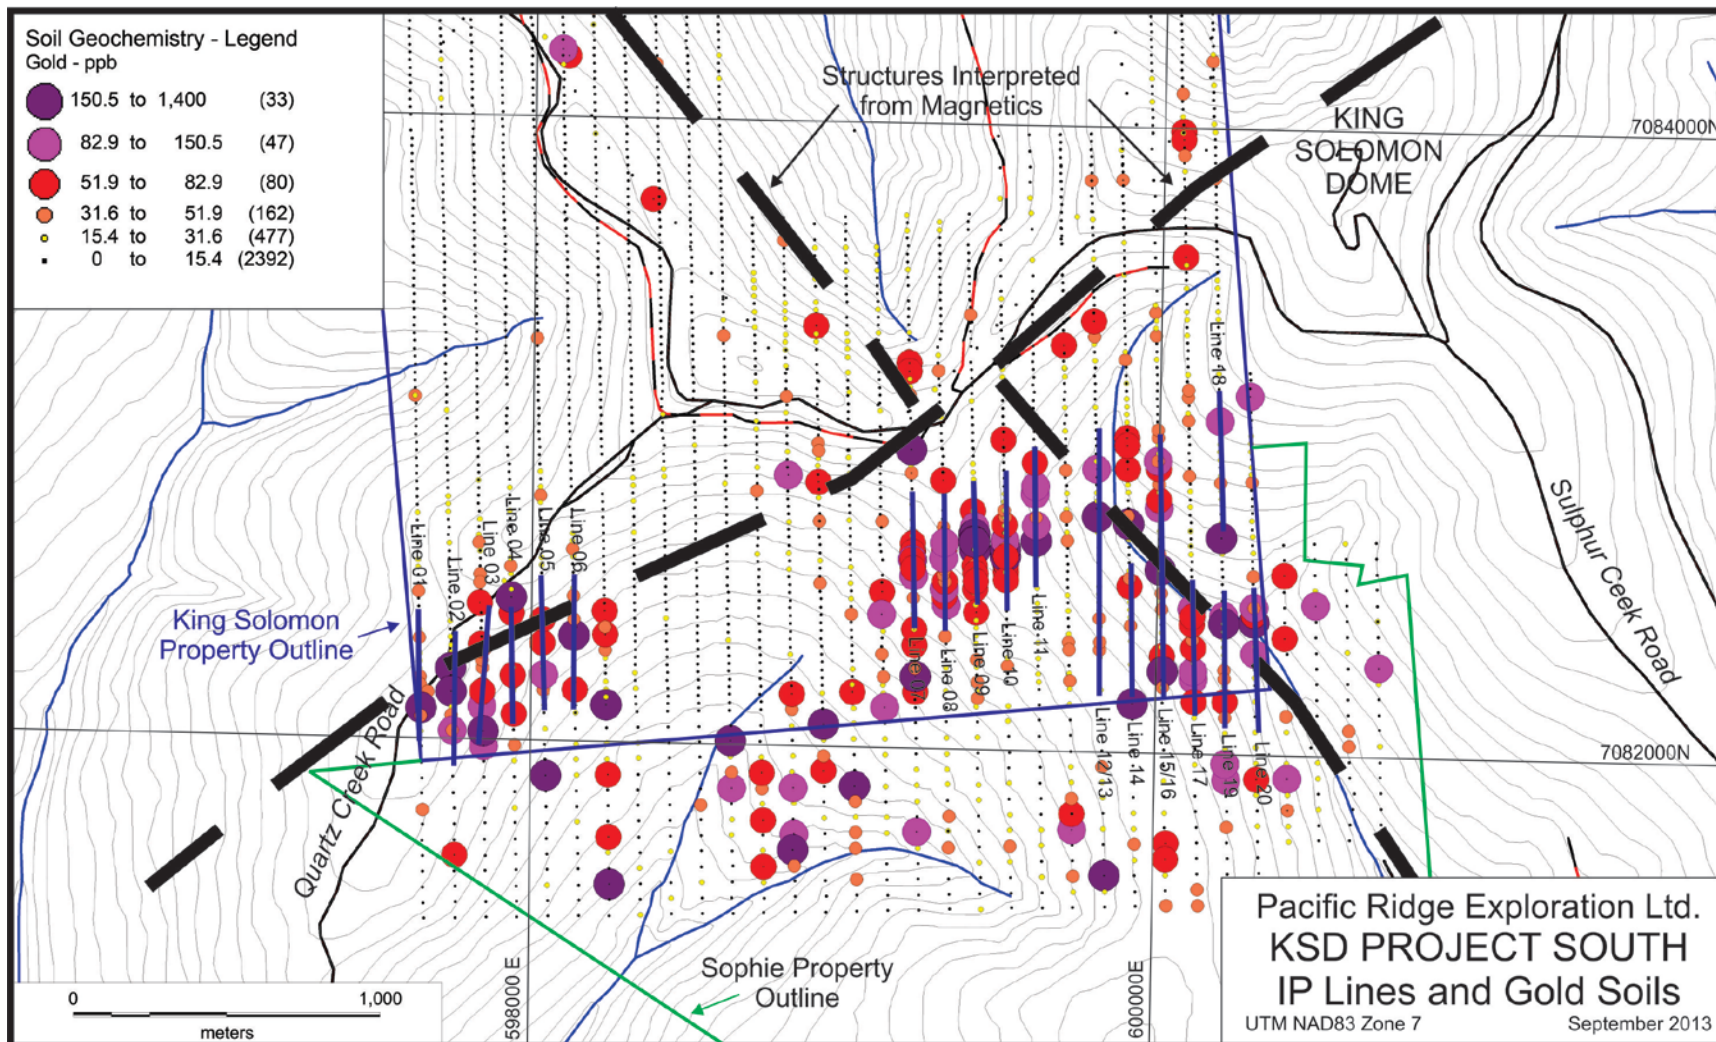 Soil Geochemistry - Legend
Gold - ppb
150.5 to 1,400 (33)
82.9 to 150.5 (47)
51.9 to 82.9 (80)
31.6 to 51.9 (162)
15.4 to 31.6 (477)
0 to 15.4 (2392)
Structures Interpreted
from Magnetics
KING
SOLOMON
DOME
7084000N
Line 18
Sulphur Ceek Road
King Solomon
Property Outline
Line 01
Line 02
Line 03
Line 04
Line 05
Line 06
Line 07
Line 08
Line 09
Line 10
Line 11
Line 12/13
Line 14
Line 15/16
Line 17
Line 19
Line 20
7082000N
Quartz Creek Road
Sophie Property
Outline
598000 E
600000E
0 1,000
meters
Pacific Ridge Exploration Ltd.
KSD PROJECT SOUTH
IP Lines and Gold Soils
UTM NAD83 Zone 7 September 2013